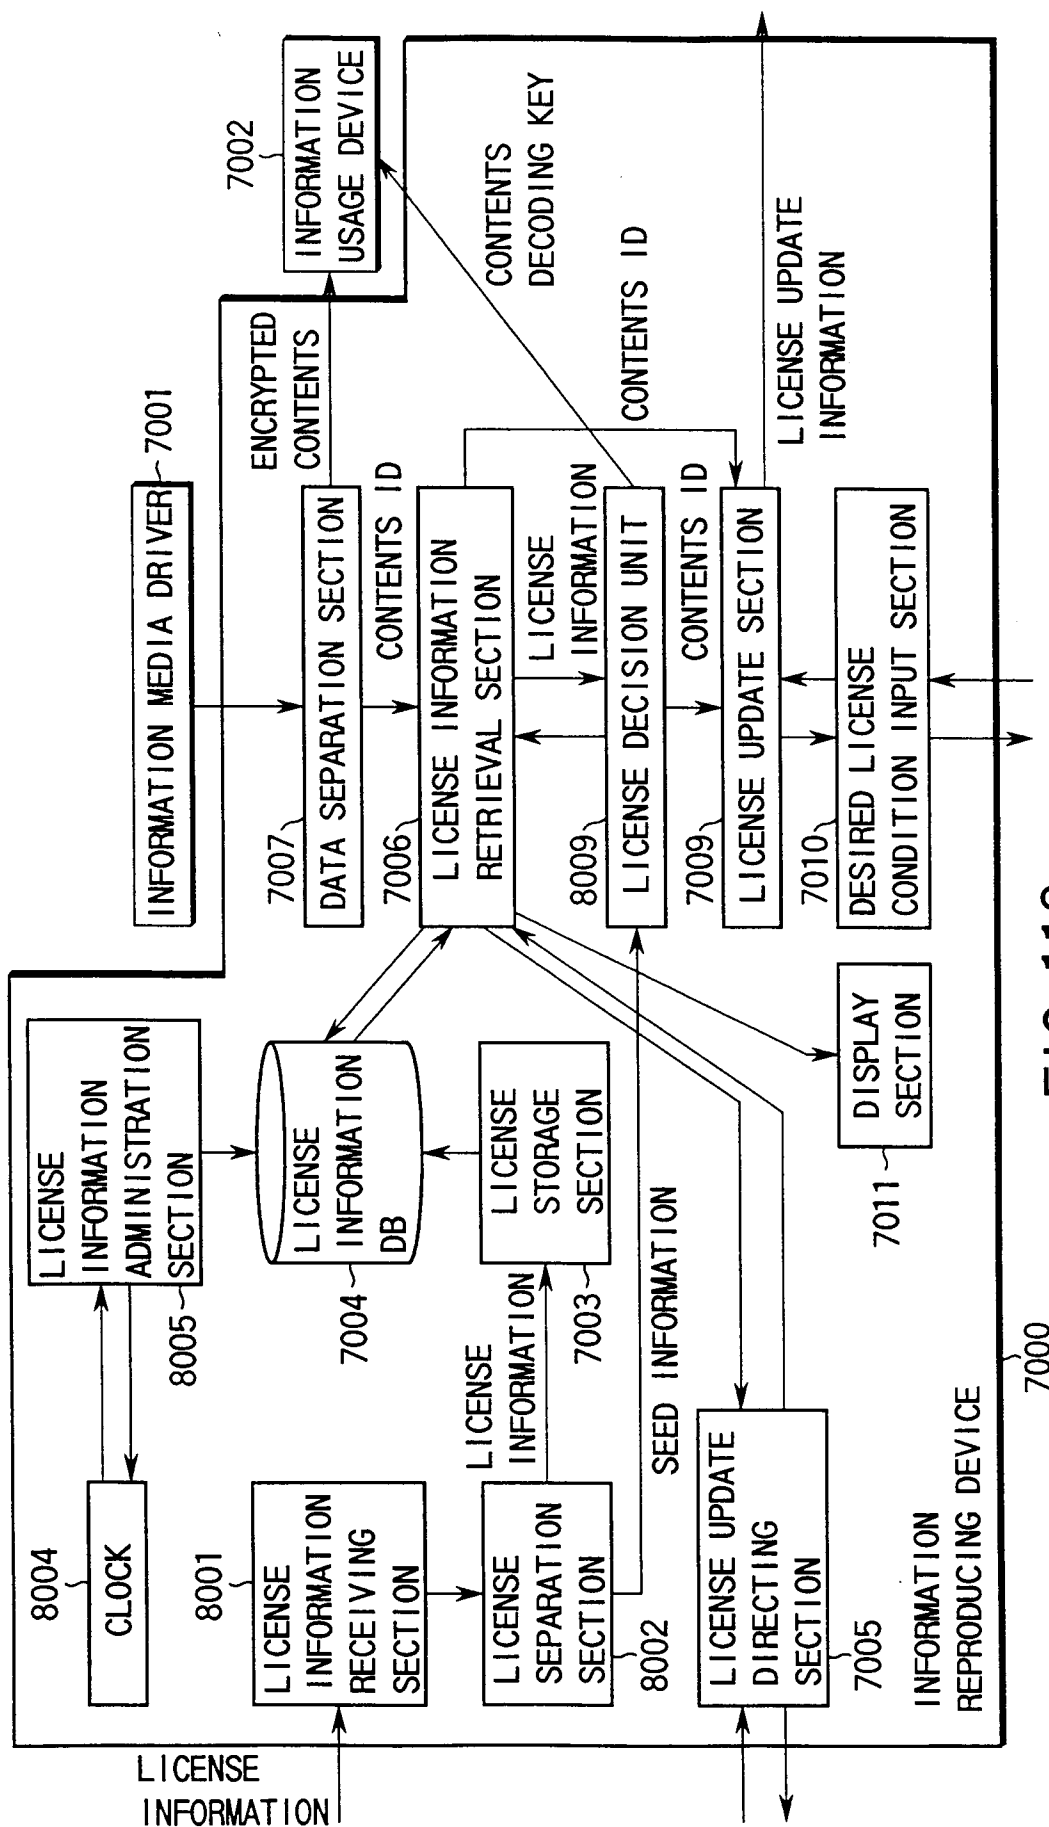 LICENSE
INFORMATION
8004
CLOCK
LICENSE
INFORMATION
ADMINISTRATION
SECTION
8005
INFORMATION MEDIA DRIVER
7001
7002
INFORMATION
USAGE DEVICE
8001
LICENSE
INFORMATION
RECEIVING
SECTION
LICENSE
INFORMATION
DB
7004
7007
DATA SEPARATION SECTION
ENCRYPTED
CONTENTS
CONTENTS ID
7006
LICENSE INFORMATION
RETRIEVAL SECTION
LICENSE
SEPARATION
SECTION
8002
LICENSE
INFORMATION
LICENSE
STORAGE
SECTION
7003
SEED INFORMATION
LICENSE
INFORMATION
CONTENTS
DECODING KEY
CONTENTS ID
8009
LICENSE DECISION UNIT
CONTENTS ID
7009
LICENSE UPDATE SECTION
LICENSE UPDATE
INFORMATION
LICENSE UPDATE
DIRECTING
SECTION
7005
DISPLAY
SECTION
7011
7010
DESIRED LICENSE
CONDITION INPUT SECTION
INFORMATION
REPRODUCING DEVICE
7000